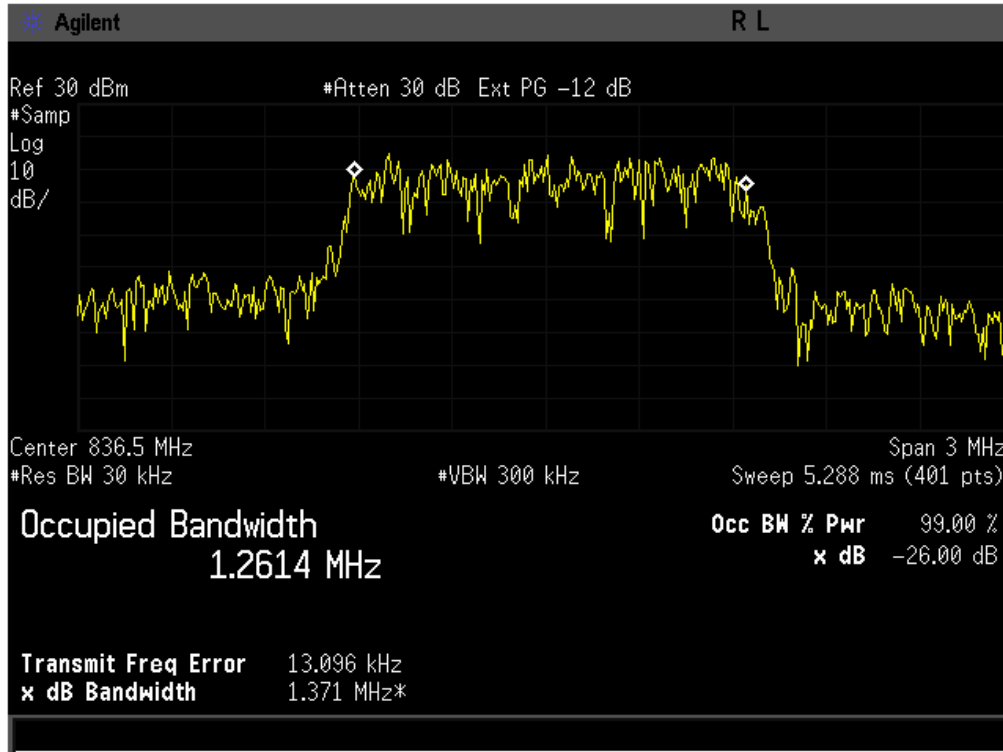 Agilent R L
Ref 30 dBm #Atten 30 dB Ext PG −12 dB
#Samp
Log
10
dB/
Center 836.5 MHz Span 3 MHz
#Res BW 30 kHz #VBW 300 kHz Sweep 5.288 ms (401 pts)
Occupied Bandwidth Occ BW % Pwr 99.00 %
1.2614 MHz x dB −26.00 dB
Transmit Freq Error 13.096 kHz
x dB Bandwidth 1.371 MHz*